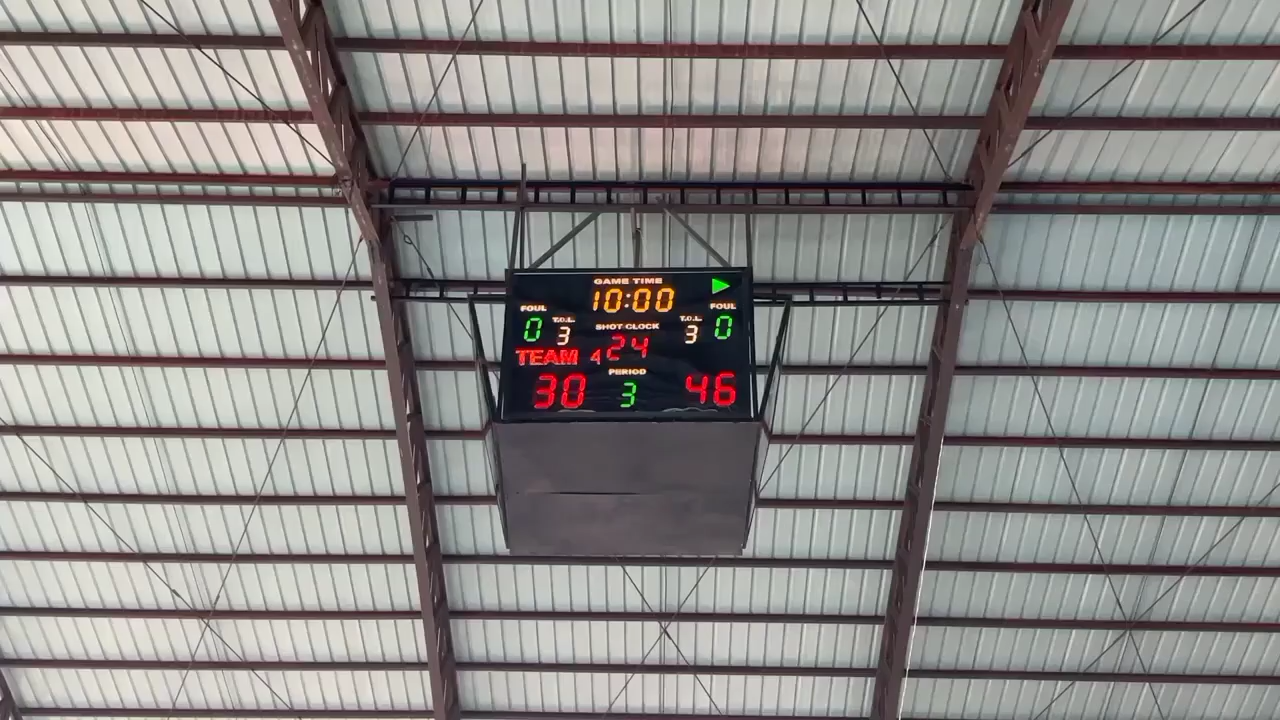 GAME TIME
10:00
FOUL FOUL
0 T.O.L. 3 SHOT CLOCK T.O.L. 3 0
TEAM 4 24
PERIOD
30 3 46